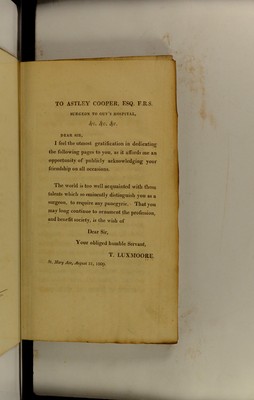 TO ASTLEY COOPER, ESQ. F.R.S.
SURGEON TO GUY'S HOSPITAL,
&c. &c. &c.
DEAR SIR,
I feel the utmost gratification in dedicating
the following pages to you, as it affords me an
opportunity of publicly acknowledging your
friendship on all occasions.
The world is too well acquainted with those
talents which so eminently distinguish you as a
surgeon, to require any panegyric. That you
may long continue to ornament the profession,
and benefit society, is the wish of
Dear Sir,
Your obliged humble Servant,
T. LUXMOORE.
St. Mary Axe, August 11, 1809.